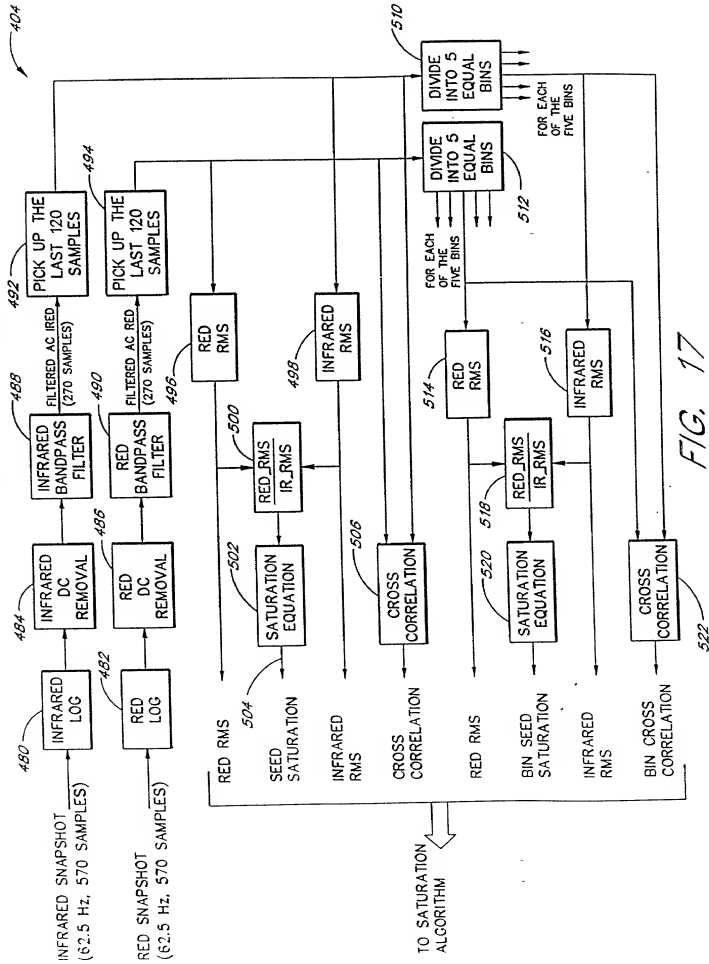 404
INFRARED SNAPSHOT
(62.5 Hz, 570 SAMPLES)
480
INFRARED
LOG
484
INFRARED
DC
REMOVAL
488
INFRARED
BANDPASS
FILTER
FILTERED AC IRED
(270 SAMPLES)
492
PICK UP THE
LAST 120
SAMPLES
RED SNAPSHOT
(62.5 Hz, 570 SAMPLES)
482
RED
LOG
486
RED DC
REMOVAL
490
RED
BANDPASS
FILTER
FILTERED AC RED
(270 SAMPLES)
494
PICK UP THE
LAST 120
SAMPLES
496
RED
RMS
498
INFRARED
RMS
500
RED_RMS
IR_RMS
502
SATURATION
EQUATION
504
506
CROSS
CORRELATION
RED RMS
SEED
SATURATION
INFRARED
RMS
CROSS
CORRELATION
510
DIVIDE
INTO 5
EQUAL
BINS
FOR EACH
OF THE
FIVE BINS
512
DIVIDE
INTO 5
EQUAL
BINS
FOR EACH
OF THE
FIVE BINS
514
RED
RMS
516
INFRARED
RMS
518
RED_RMS
IR_RMS
520
SATURATION
EQUATION
522
CROSS
CORRELATION
RED RMS
BIN SEED
SATURATION
INFRARED
RMS
BIN CROSS
CORRELATION
TO SATURATION
ALGORITHM
FIG. 17